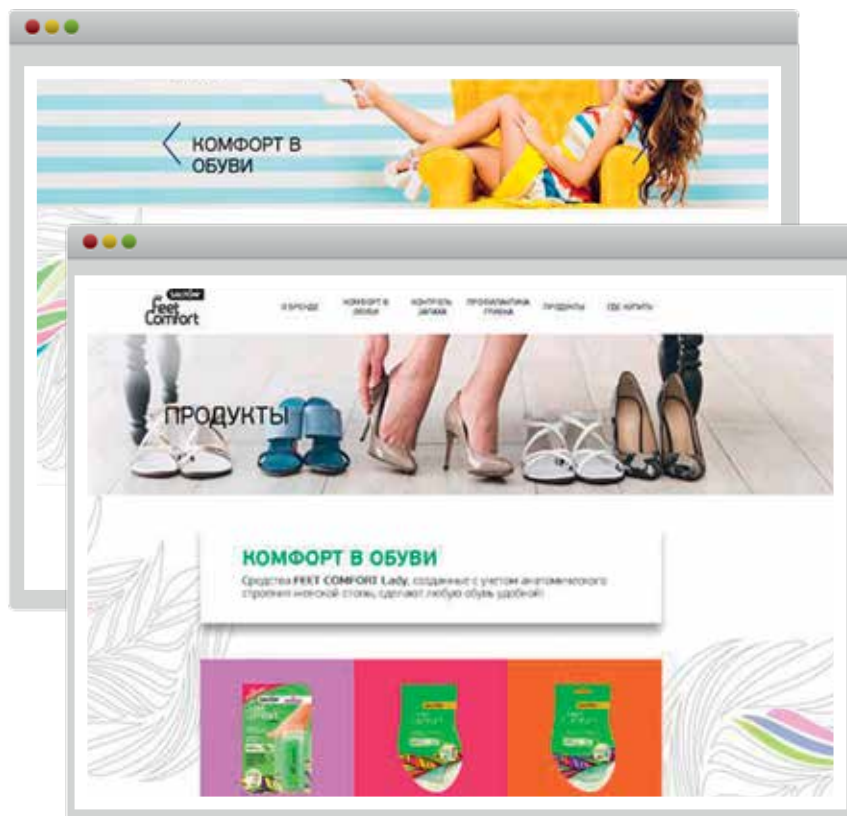 КОМФОРТ В
ОБУВИ
SALTON
Feet
Comfort
О БРЕНДЕ
КОМФОРТ В
ОБУВИ
КОНТРОЛЬ
ЗАПАХА
ПРОФИЛАКТИКА
ГРИБКА
ПРОДУКТЫ
ГДЕ КУПИТЬ
ПРОДУКТЫ
КОМФОРТ В ОБУВИ
Средства FEET COMFORT Lady, созданные с учетом анатомического
строения женской стопы, сделают любую обувь удобной!